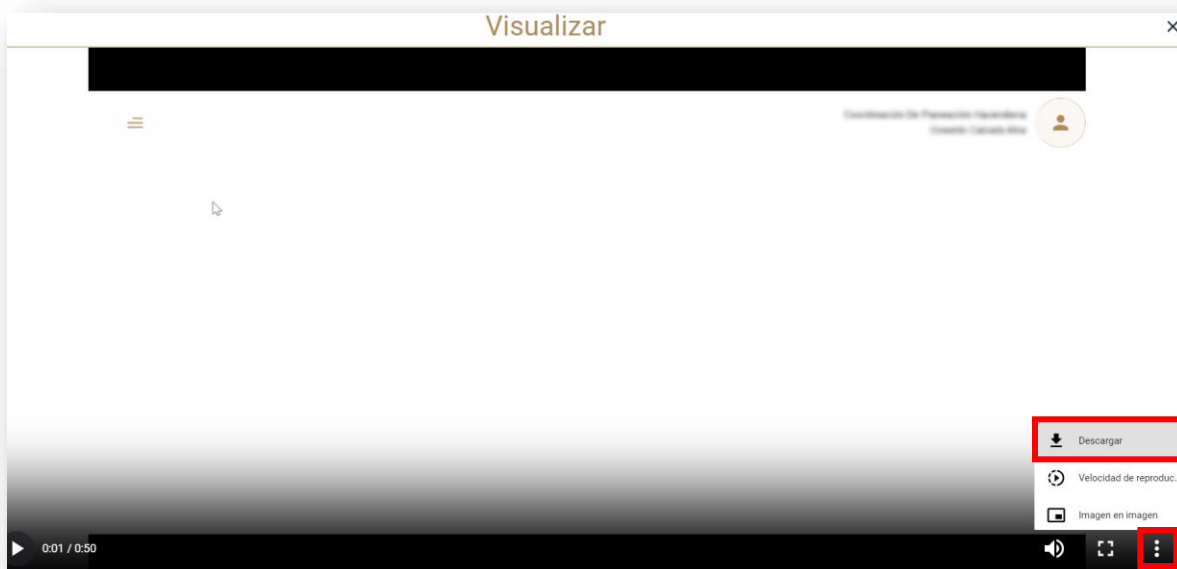 Visualizar
Descargar
Velocidad de reproduc.
Imagen en imagen
0:01 / 0:50